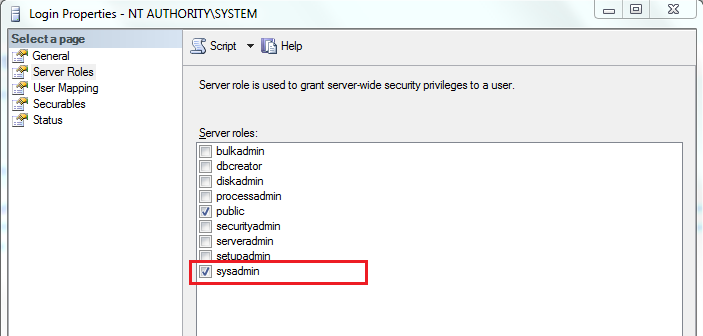 Login Properties - NT AUTHORITY\SYSTEM
Select a page
General
Server Roles
User Mapping
Securables
Status
Script
Help
Server role is used to grant server-wide security privileges to a user.
Server roles:
bulkadmin
dbcreator
diskadmin
processadmin
public
securityadmin
serveradmin
setupadmin
sysadmin